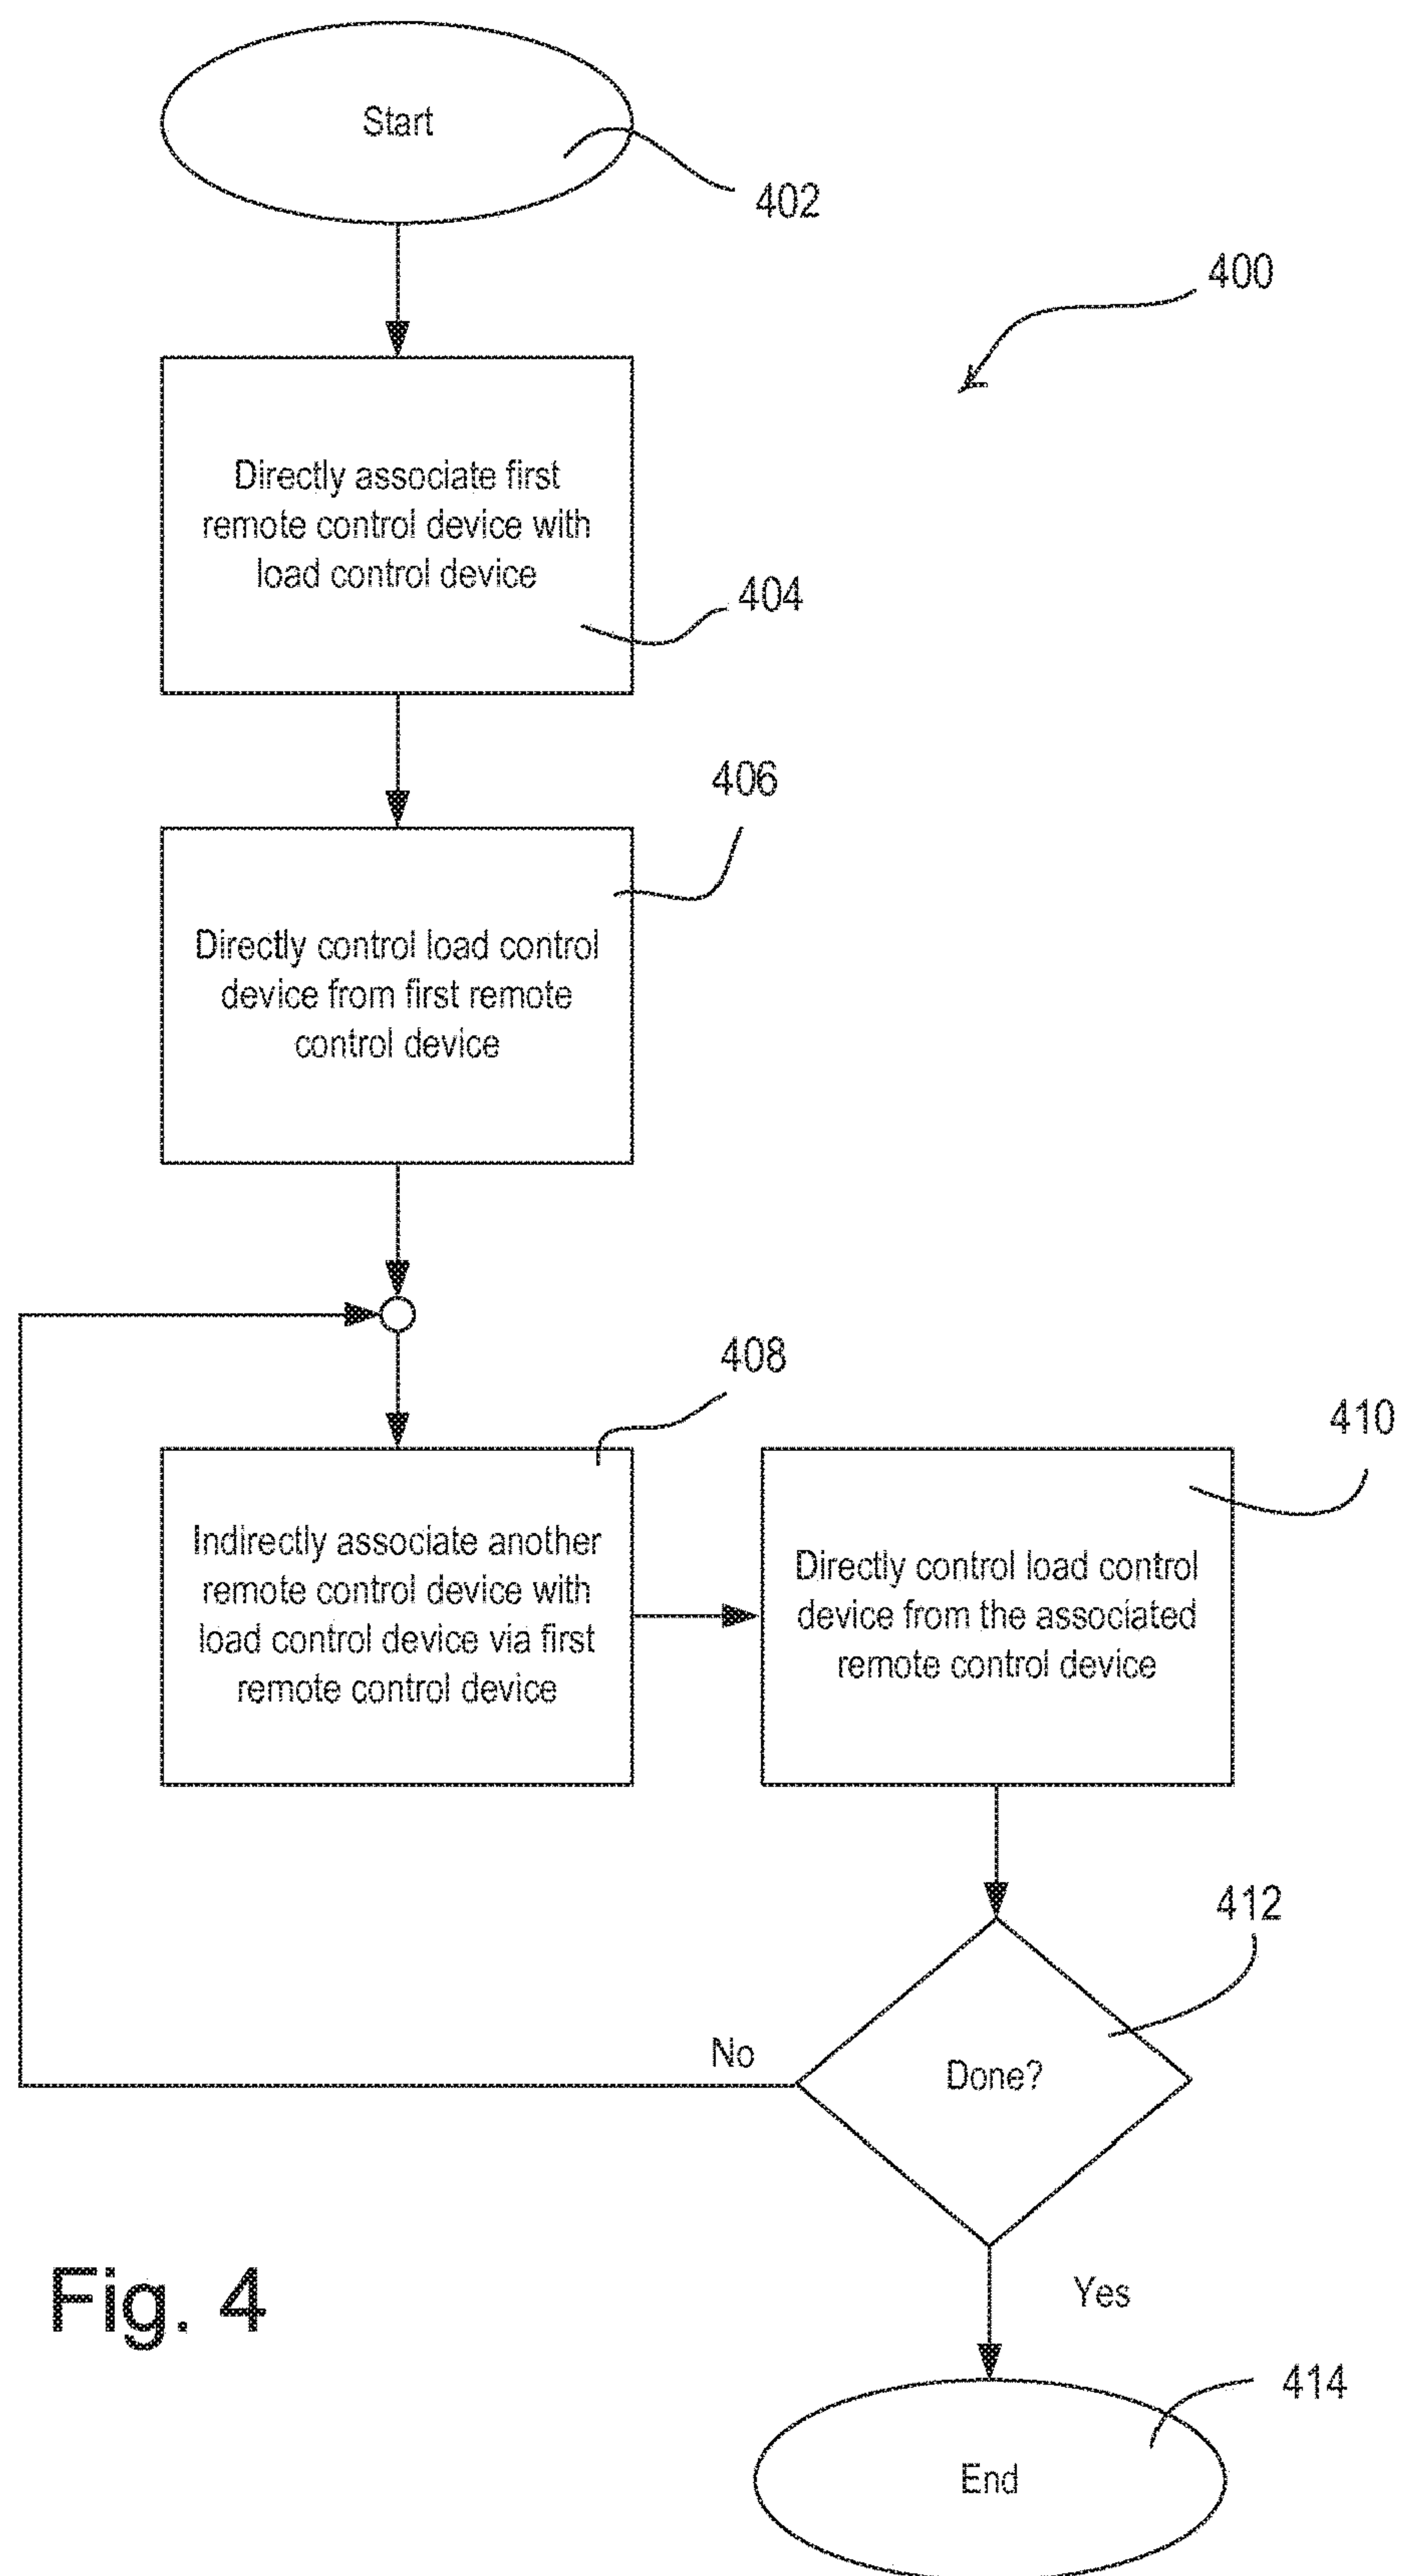 Start
402
400
Directly associate first
remote control device with
load control device
404
406
Directly control load control
device from first remote
control device
408
410
Indirectly associate another
remote control device with
load control device via first
remote control device
Directly control load control
device from the associated
remote control device
412
No
Done?
Yes
Fig. 4
414
End